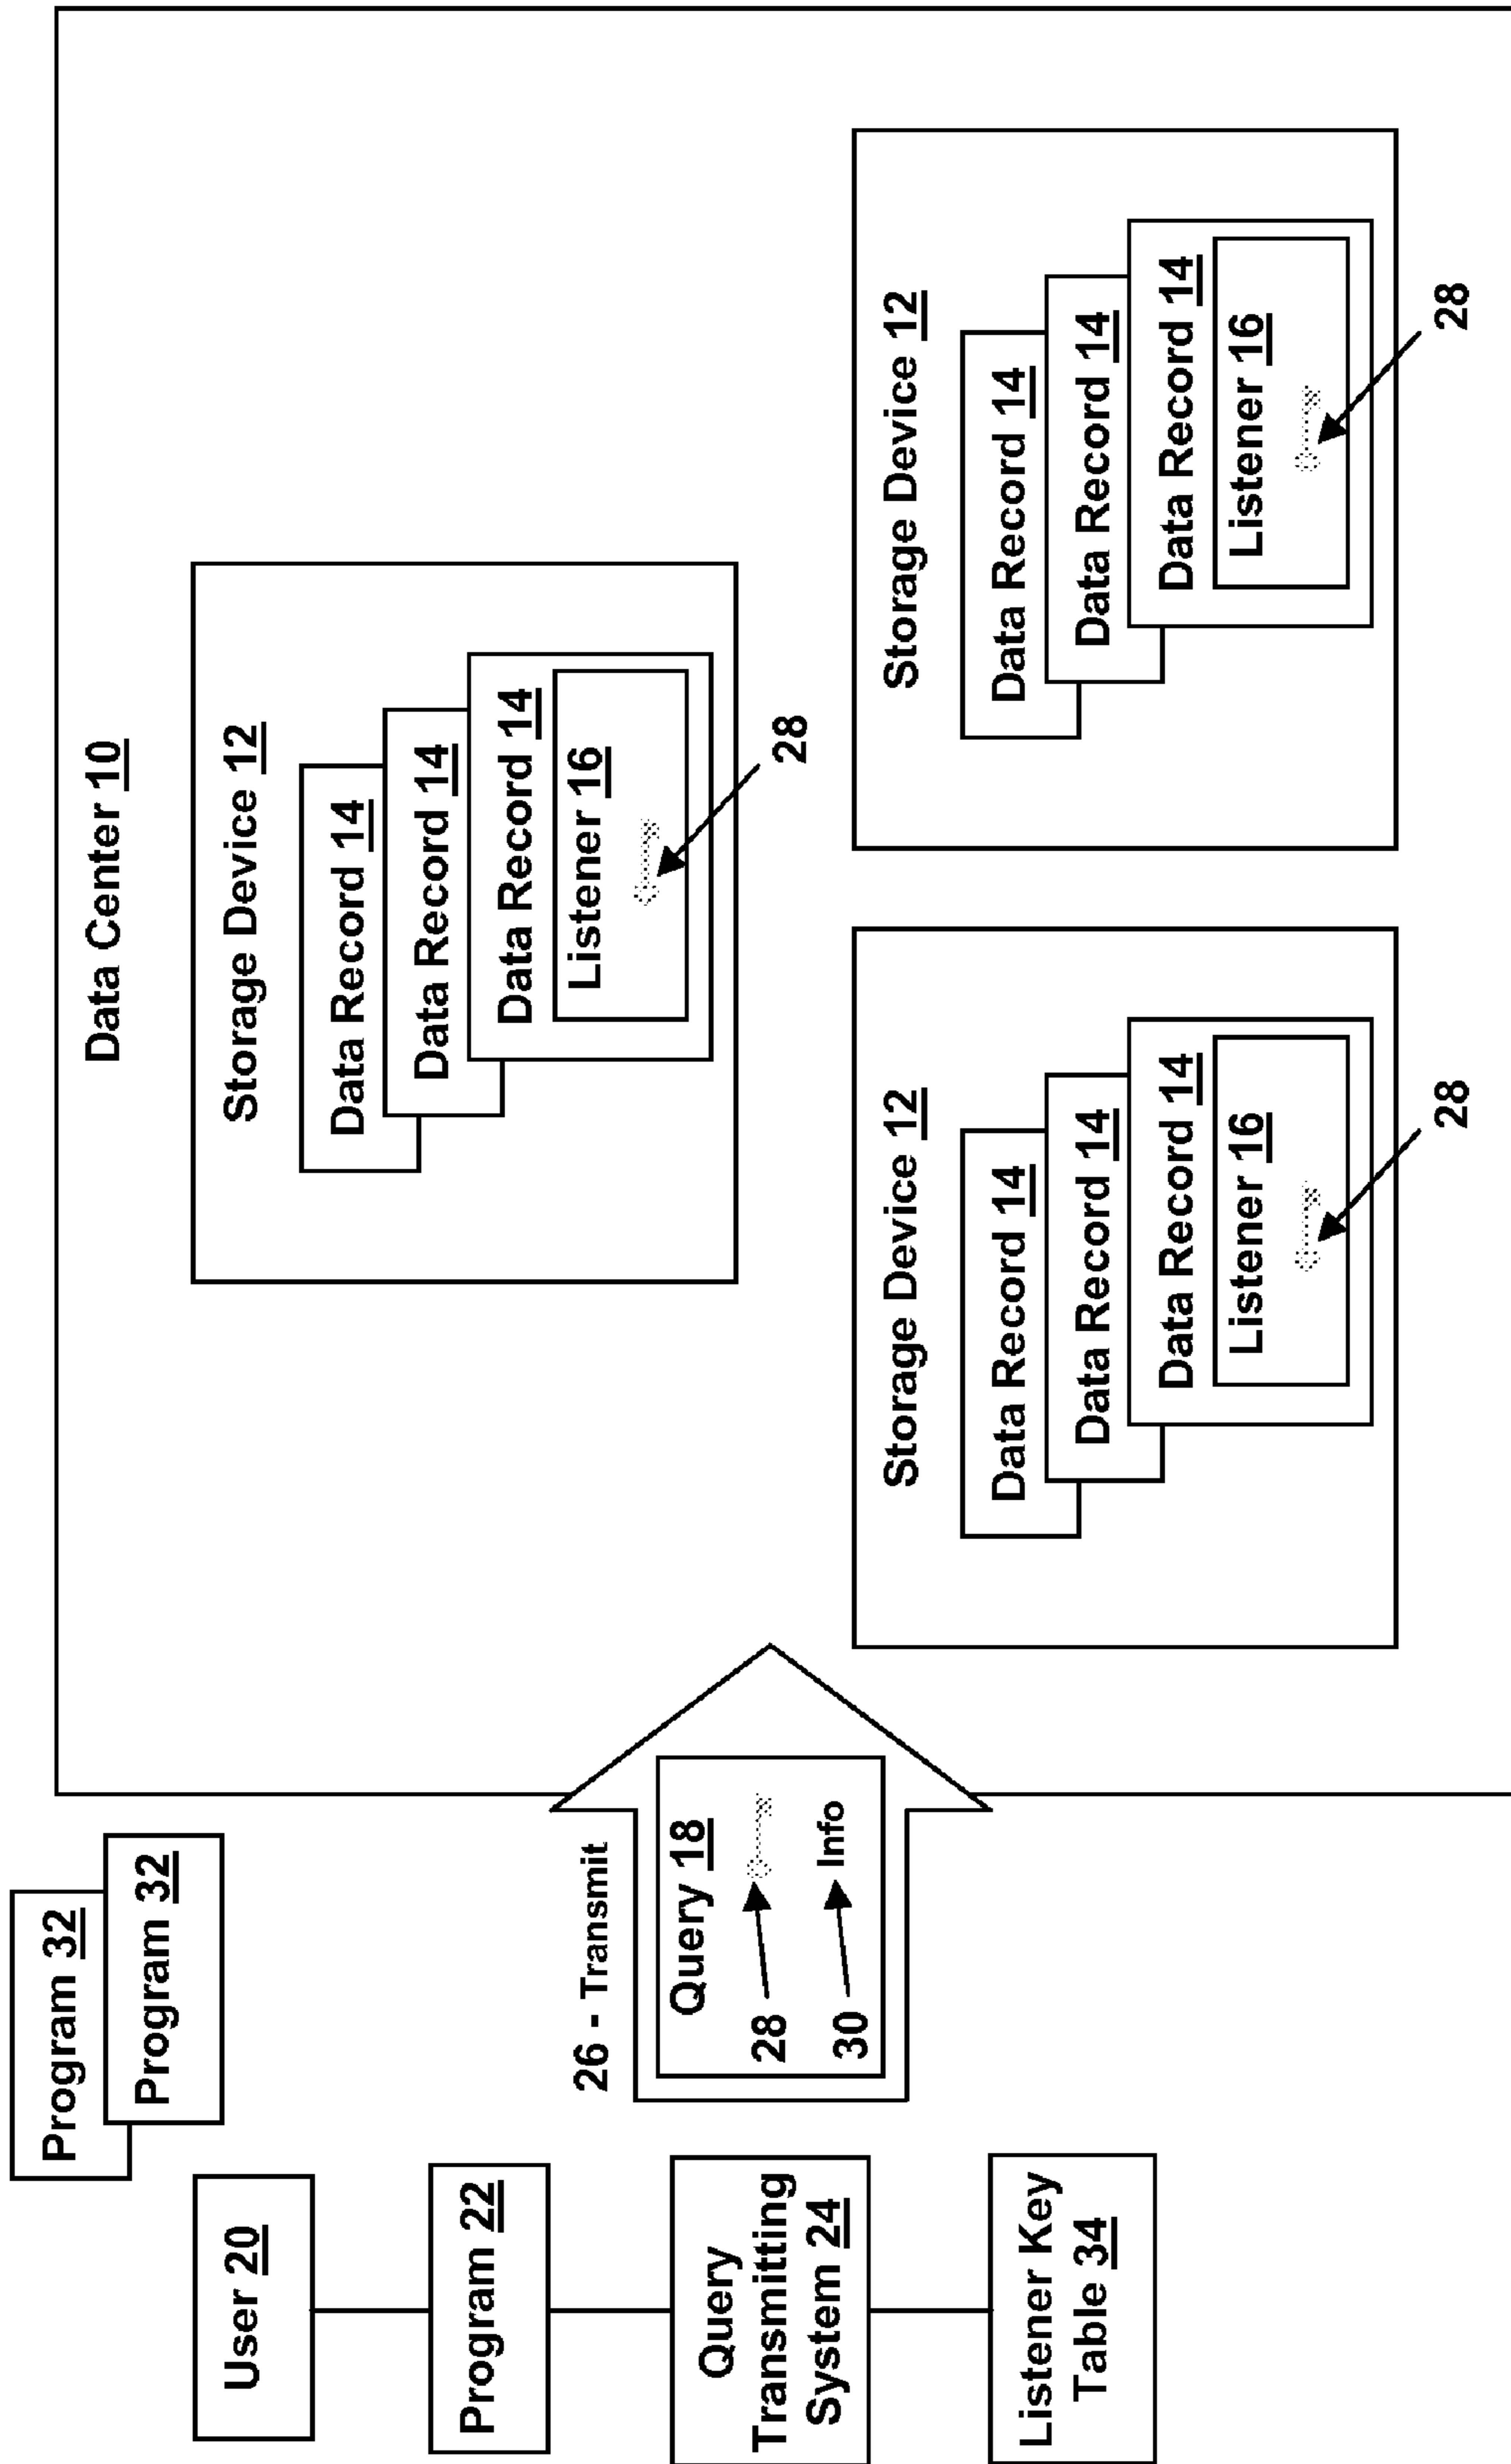 Program 32
Program 32
User 20
Program 22
Query
Transmitting
System 24
Listener Key
Table 34
26 - Transmit
Query 18
28
30
Info
Data Center 10
Storage Device 12
Data Record 14
Data Record 14
Data Record 14
Listener 16
28
Storage Device 12
Data Record 14
Data Record 14
Data Record 14
Listener 16
28
Storage Device 12
Data Record 14
Data Record 14
Data Record 14
Listener 16
28